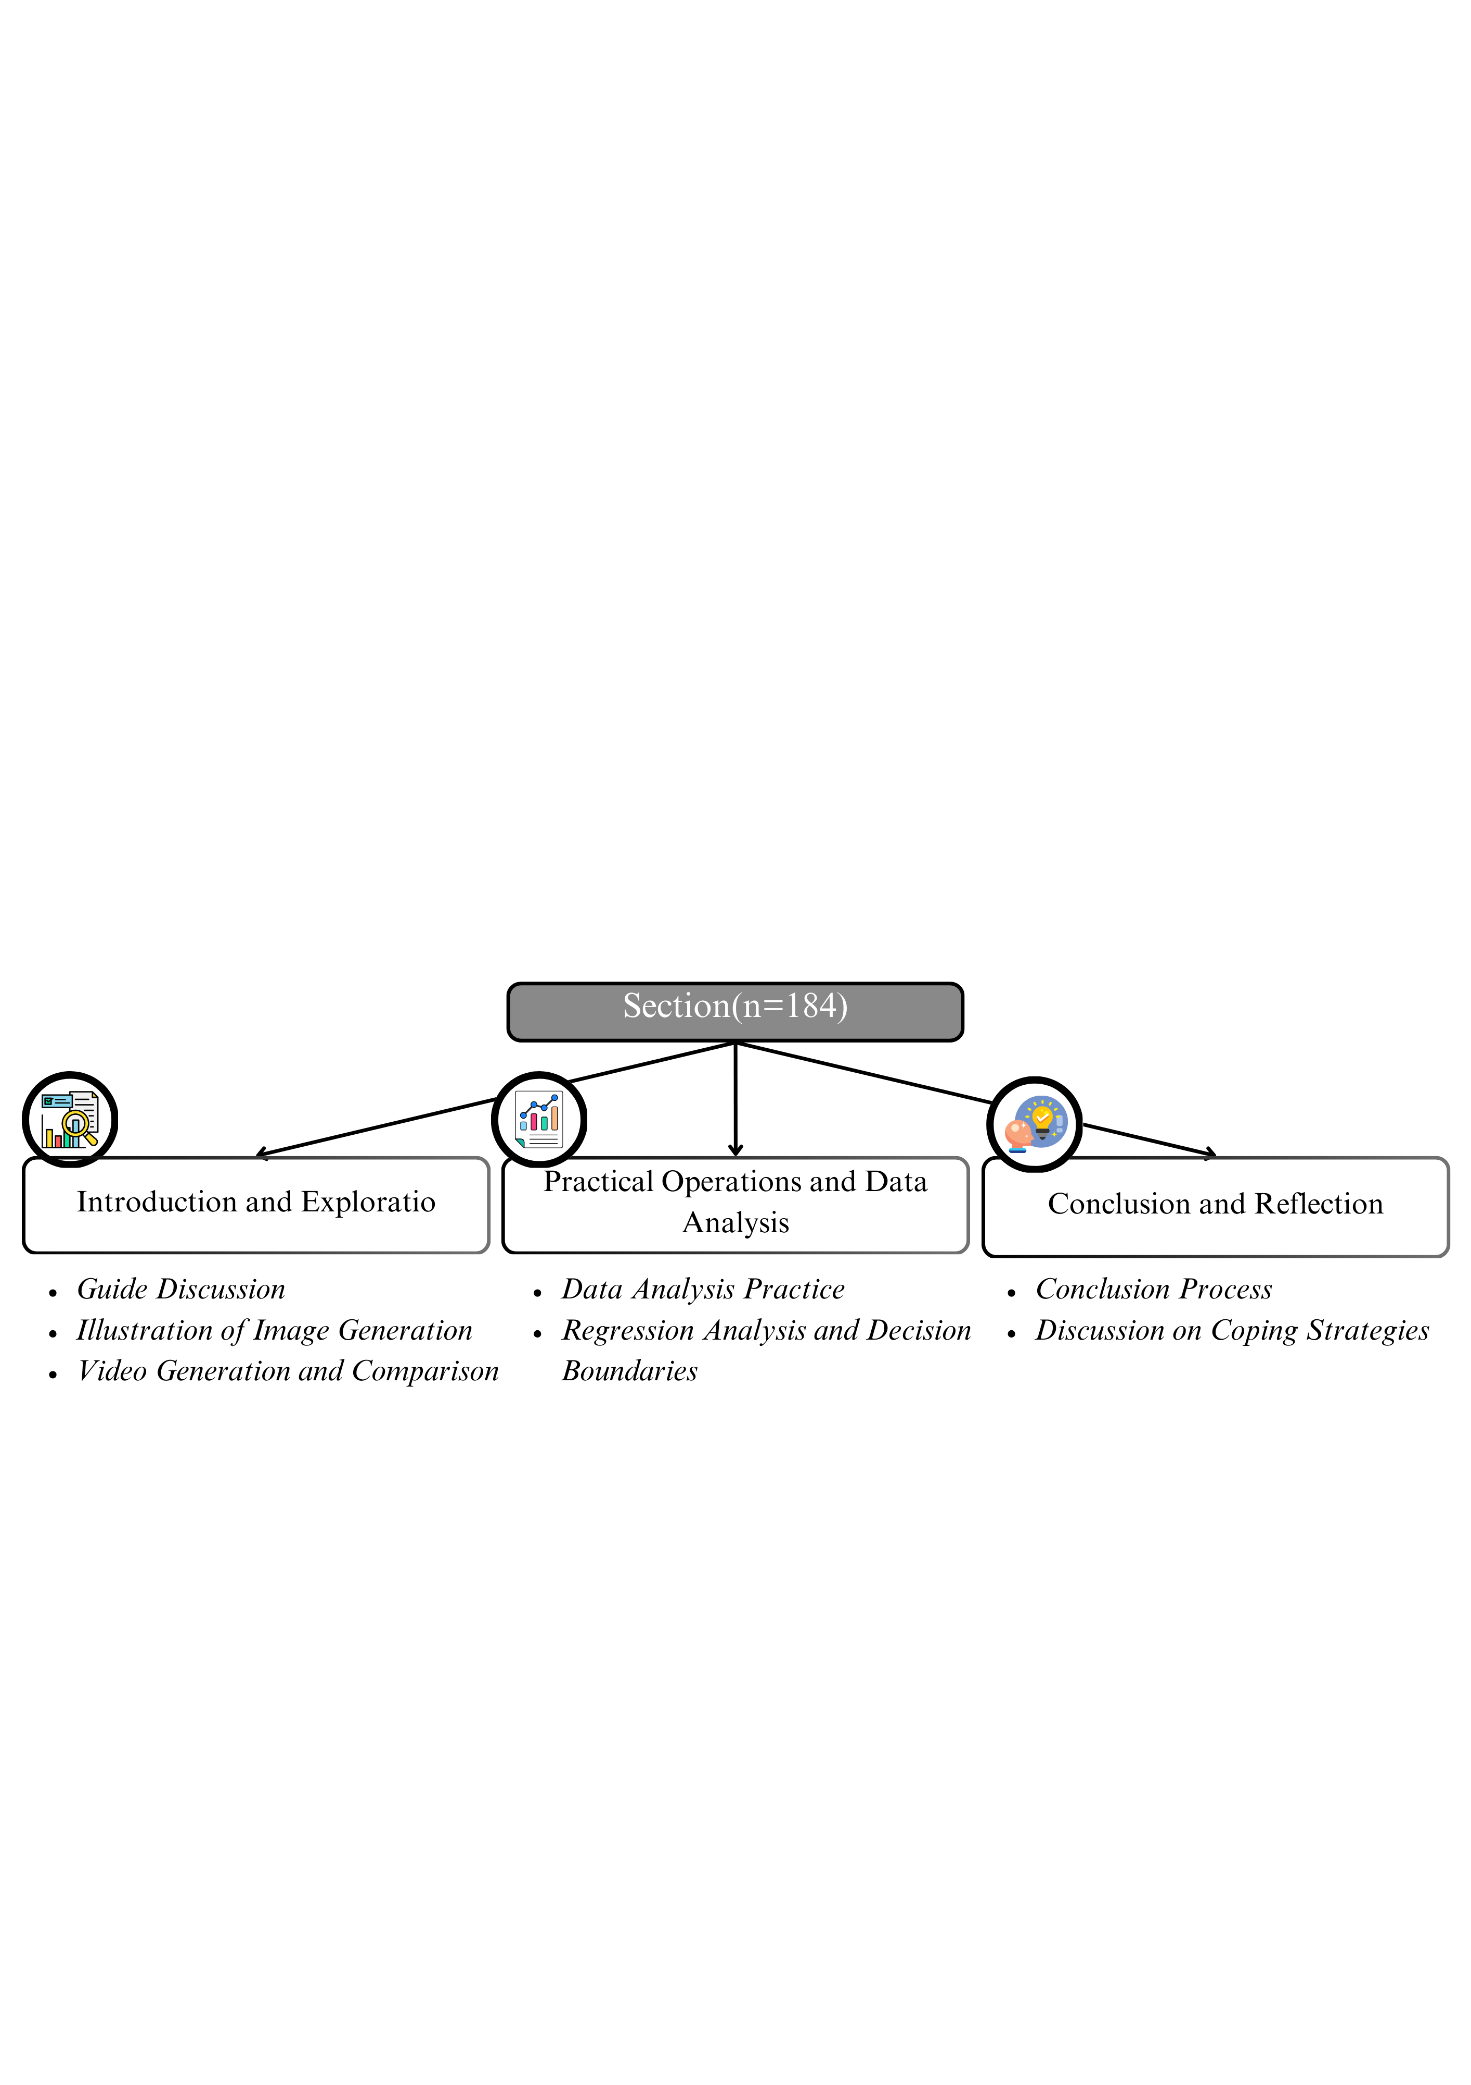 Section(n=184)
Introduction and Exploratio
Practical Operations and Data
Analysis
Conclusion and Reflection
• Guide Discussion
• Illustration of Image Generation
• Video Generation and Comparison
• Data Analysis Practice
• Regression Analysis and Decision
Boundaries
• Conclusion Process
• Discussion on Coping Strategies